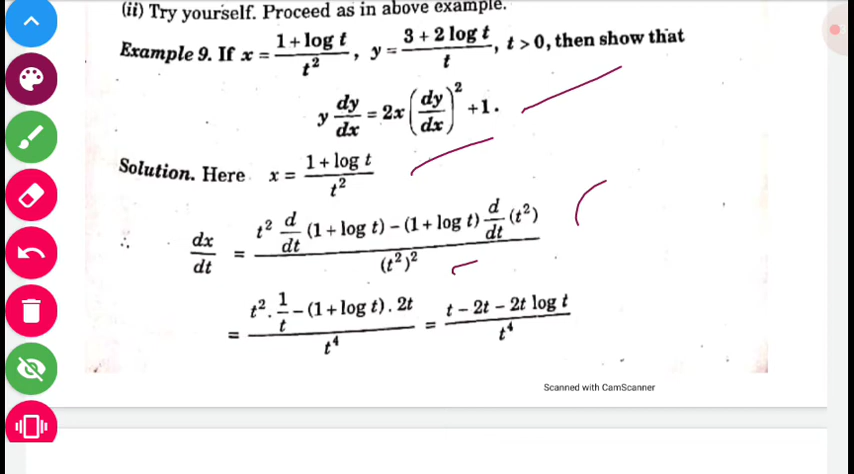 (ii) Try yourself. Proceed as in above example.
Example 9. If x = (1 + log t)/t², y = (3 + 2 log t)/t, t > 0, then show that
y dy/dx = 2x (dy/dx)² + 1.
Solution. Here x = (1 + log t)/t²
∴ dx/dt = (t² d/dt (1 + log t) – (1 + log t) d/dt (t²))/(t²)²
= (t² . 1/t – (1 + log t) . 2t)/t⁴ = (t – 2t – 2t log t)/t⁴
Scanned with CamScanner